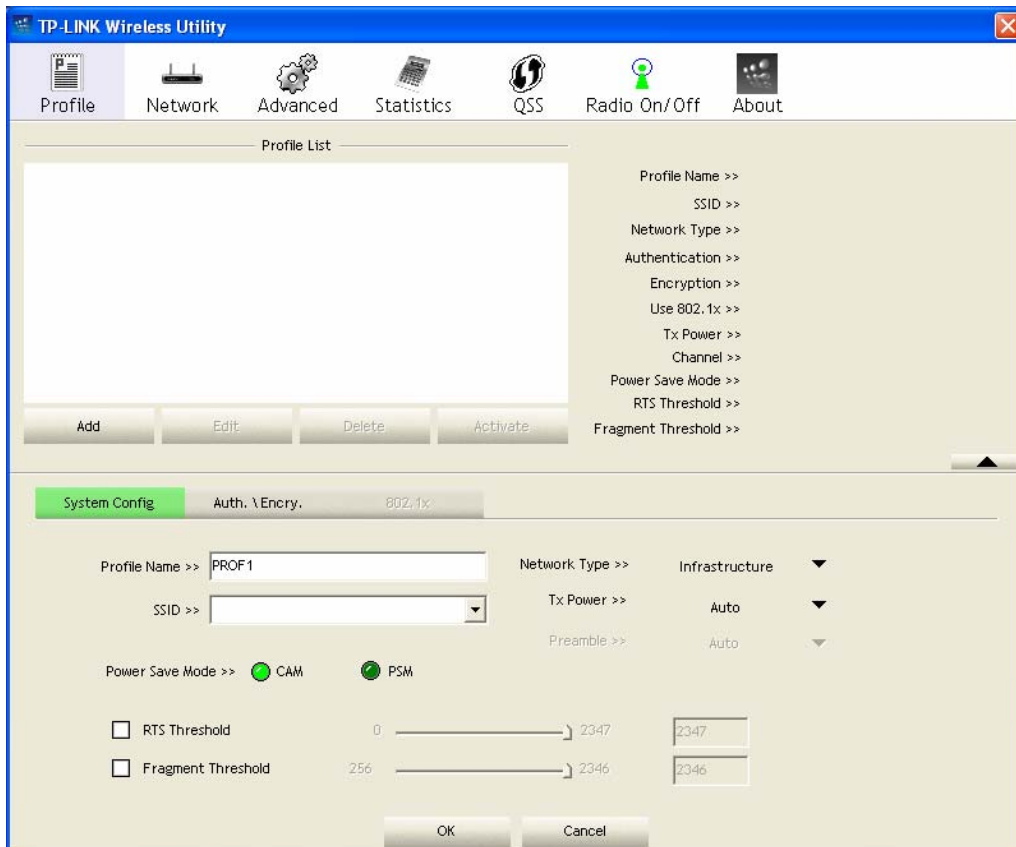 TP-LINK Wireless Utility
Profile
Network
Advanced
Statistics
QSS
Radio On/Off
About
Profile List
Profile Name >>
SSID >>
Network Type >>
Authentication >>
Encryption >>
Use 802.1x >>
Tx Power >>
Channel >>
Power Save Mode >>
RTS Threshold >>
Fragment Threshold >>
Add
Edit
Delete
Activate
System Config
Auth. \ Encry.
802.1x
Profile Name >> PROF1
Network Type >> Infrastructure
SSID >>
Tx Power >> Auto
Preamble >> Auto
Power Save Mode >> CAM PSM
RTS Threshold 0 2347 2347
Fragment Threshold 256 2346 2346
OK
Cancel